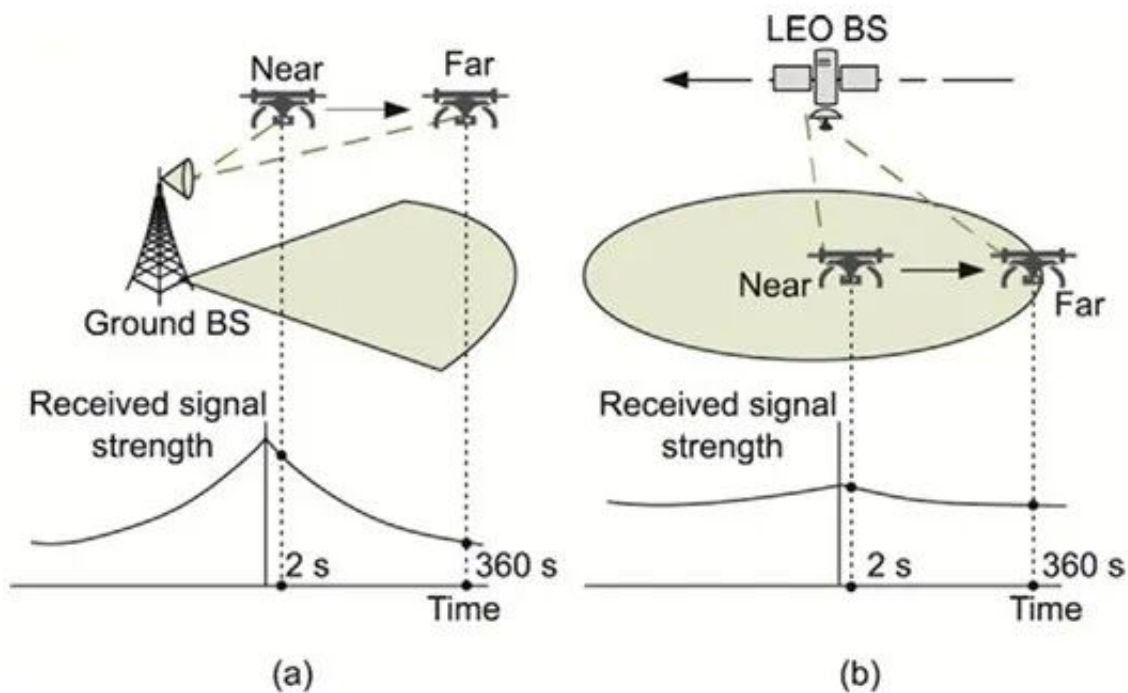 Near
Far
Ground BS
Received signal
strength
2 s
360 s
Time
(a)
LEO BS
Near
Far
Received signal
strength
2 s
360 s
Time
(b)